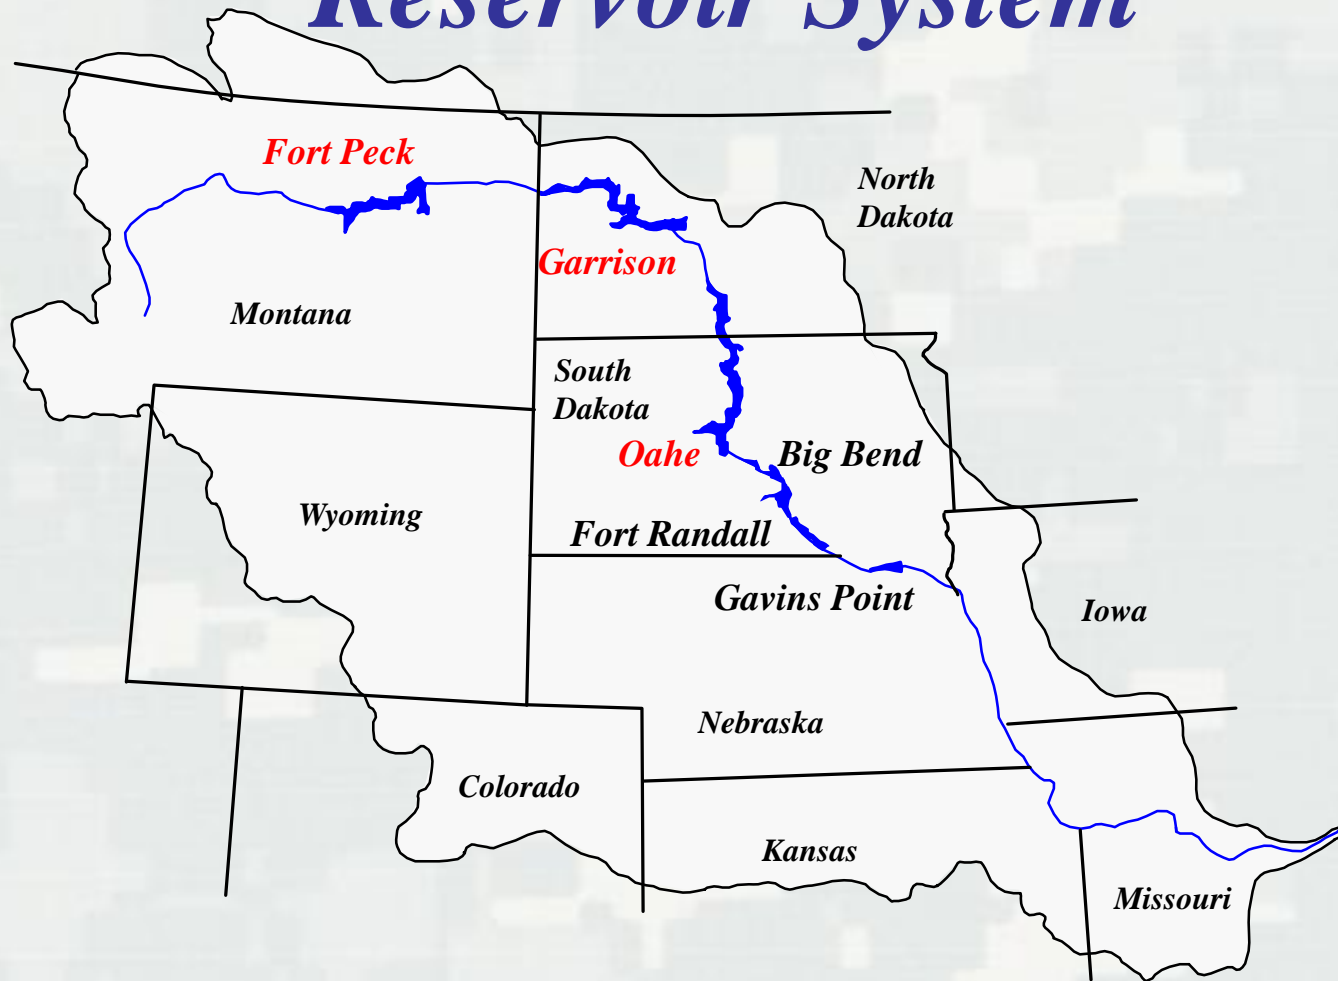 Reservoir System
Fort Peck
North
Dakota
Garrison
Montana
South
Dakota
Oahe
Big Bend
Wyoming
Fort Randall
Gavins Point
Iowa
Nebraska
Colorado
Kansas
Missouri